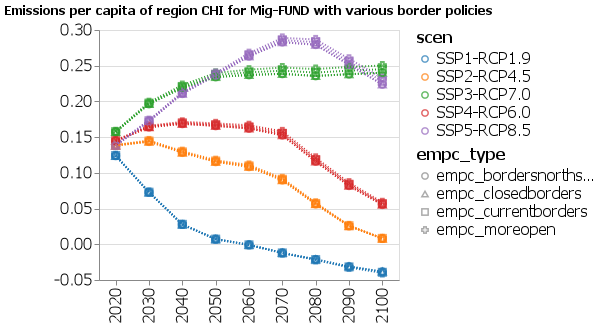 Emissions per capita of region CHI for Mig-FUND with various border policies
0.30
0.25
0.20
0.15
0.10
0.05
0.00
-0.05
2020
2030
2040
2050
2060
2070
2080
2090
2100
scen
SSP1-RCP1.9
SSP2-RCP4.5
SSP3-RCP7.0
SSP4-RCP6.0
SSP5-RCP8.5
empc_type
empc_bordersnorths...
empc_closedborders
empc_currentborders
empc_moreopen